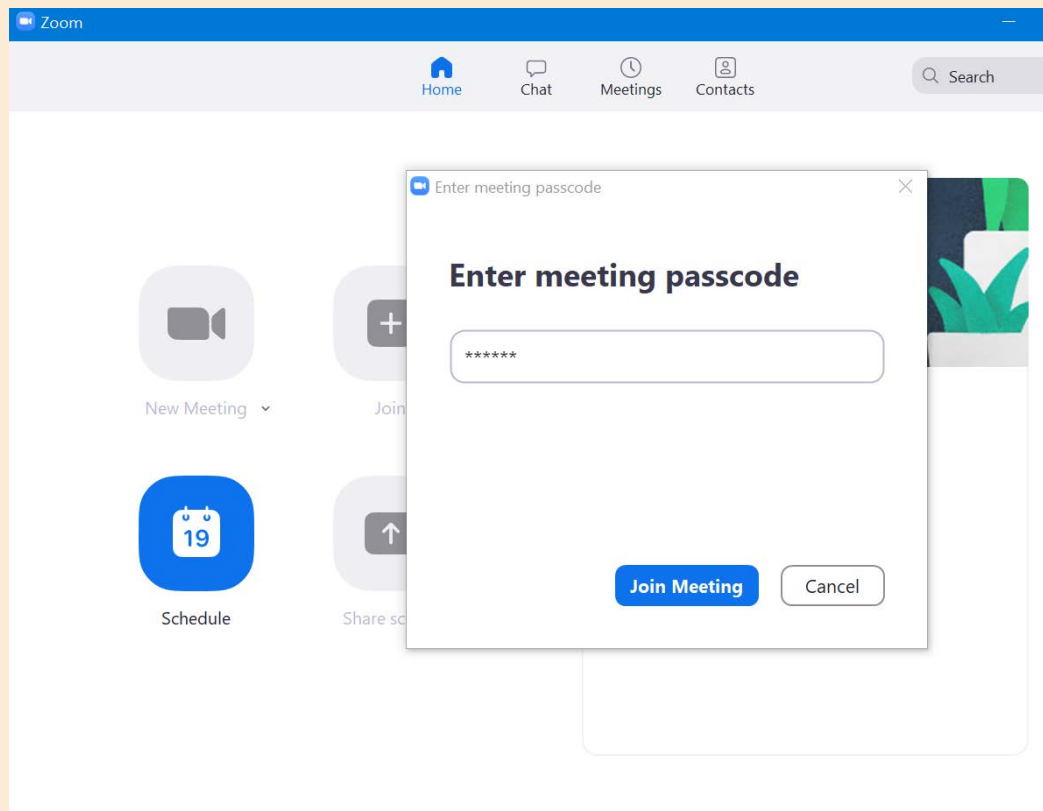 Zoom
Home Chat Meetings Contacts
Search
Enter meeting passcode
Enter meeting passcode
******
New Meeting
Join
19
Join Meeting Cancel
Schedule
Share sc